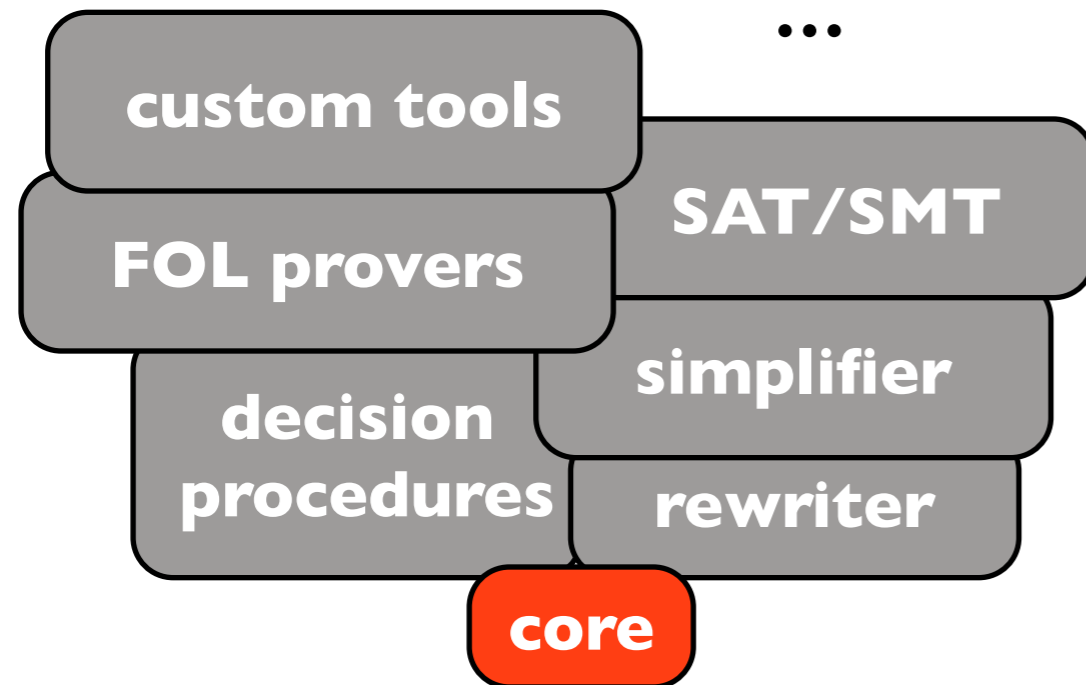 ...
custom tools
SAT/SMT
FOL provers
simplifier
decision
procedures
rewriter
core